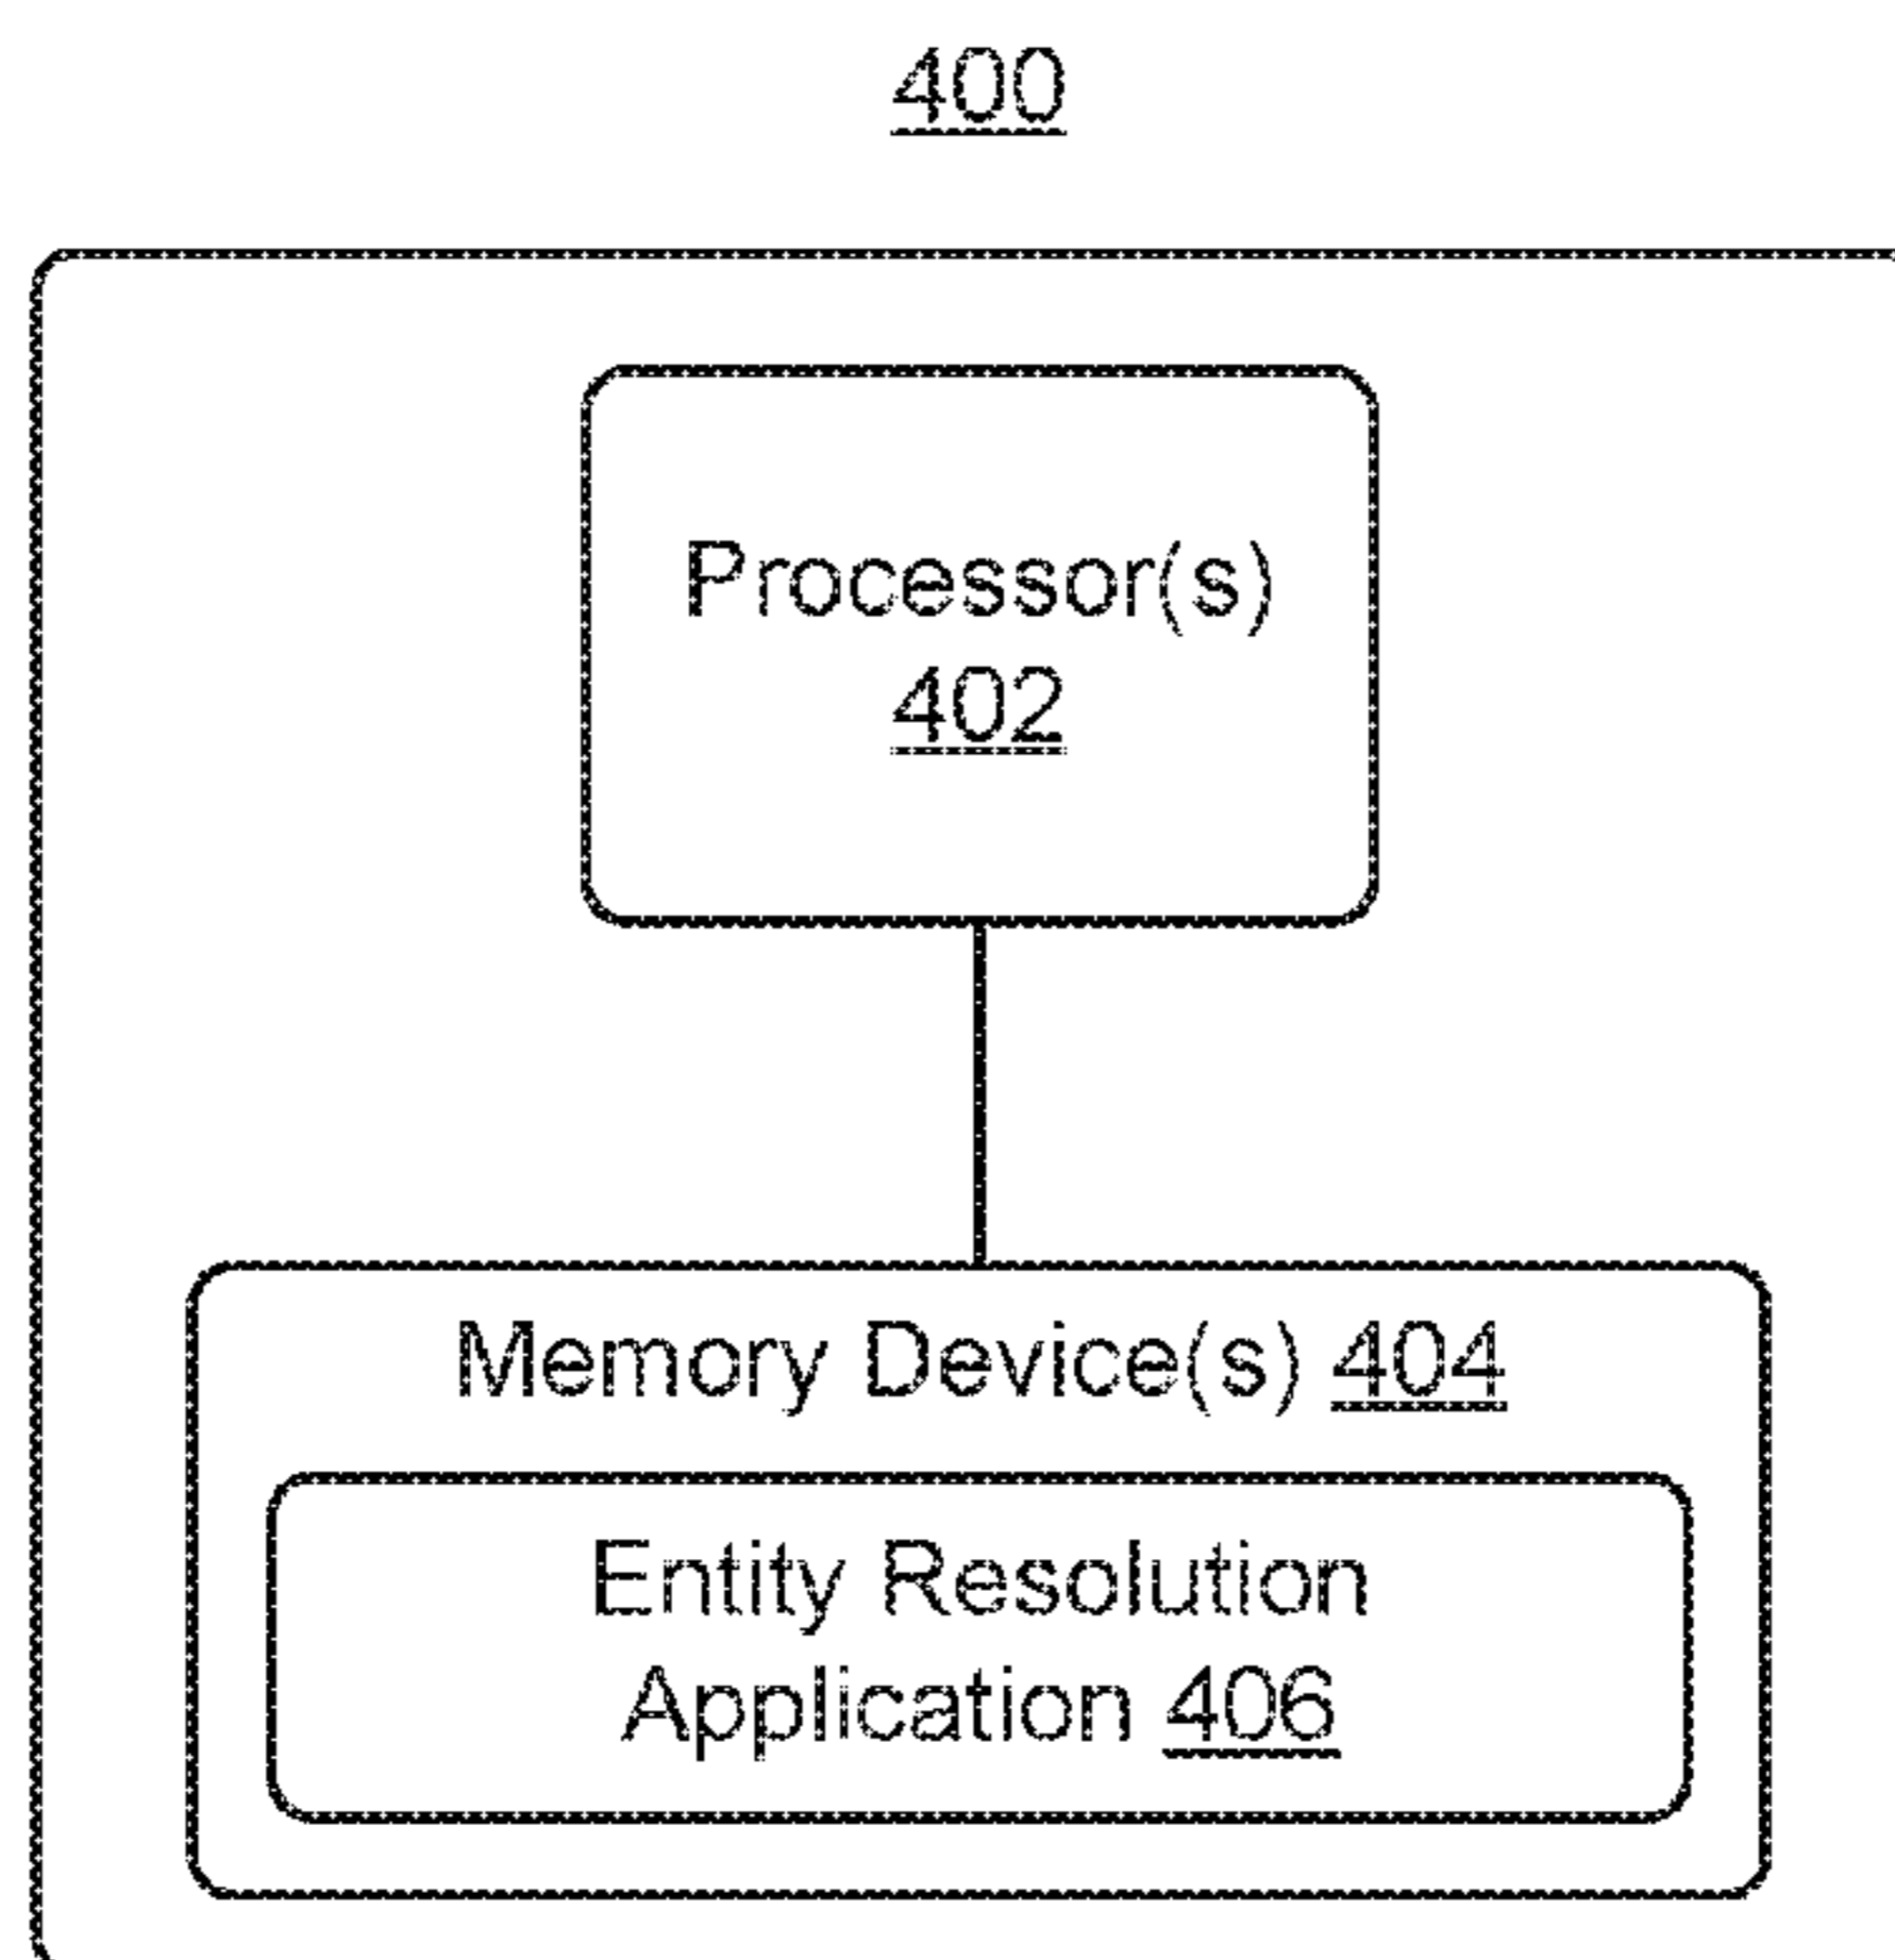 400
Processor(s)
402
Memory Device(s) 404
Entity Resolution
Application 406